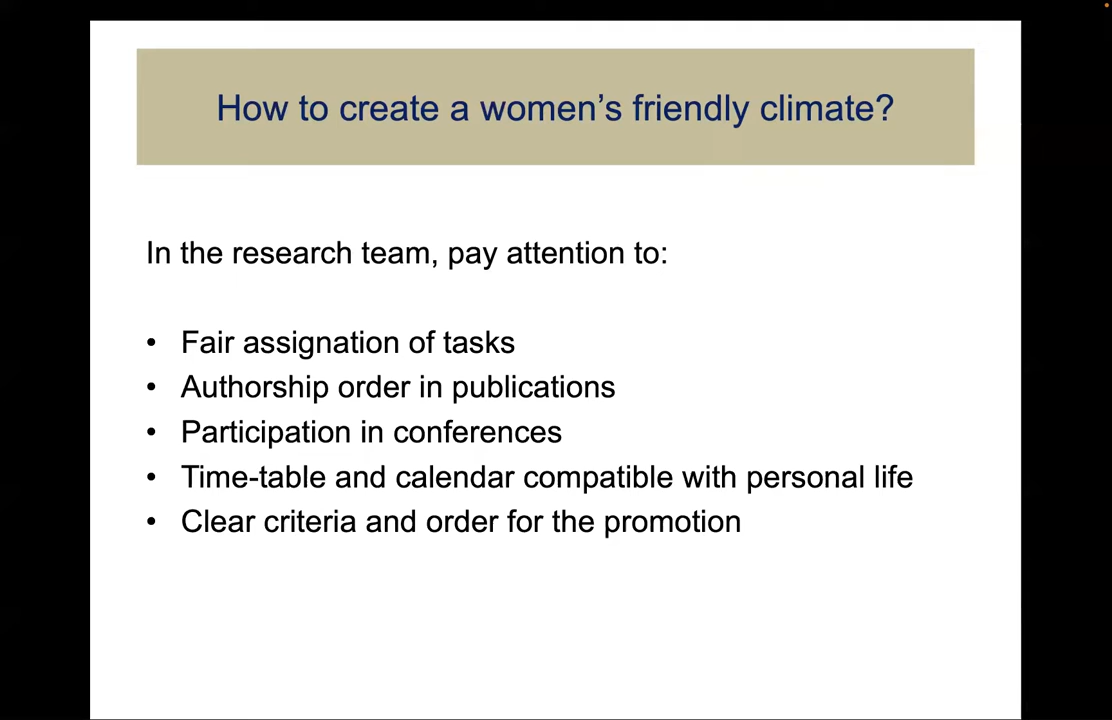 How to create a women’s friendly climate?
In the research team, pay attention to:
• Fair assignation of tasks
• Authorship order in publications
• Participation in conferences
• Time-table and calendar compatible with personal life
• Clear criteria and order for the promotion